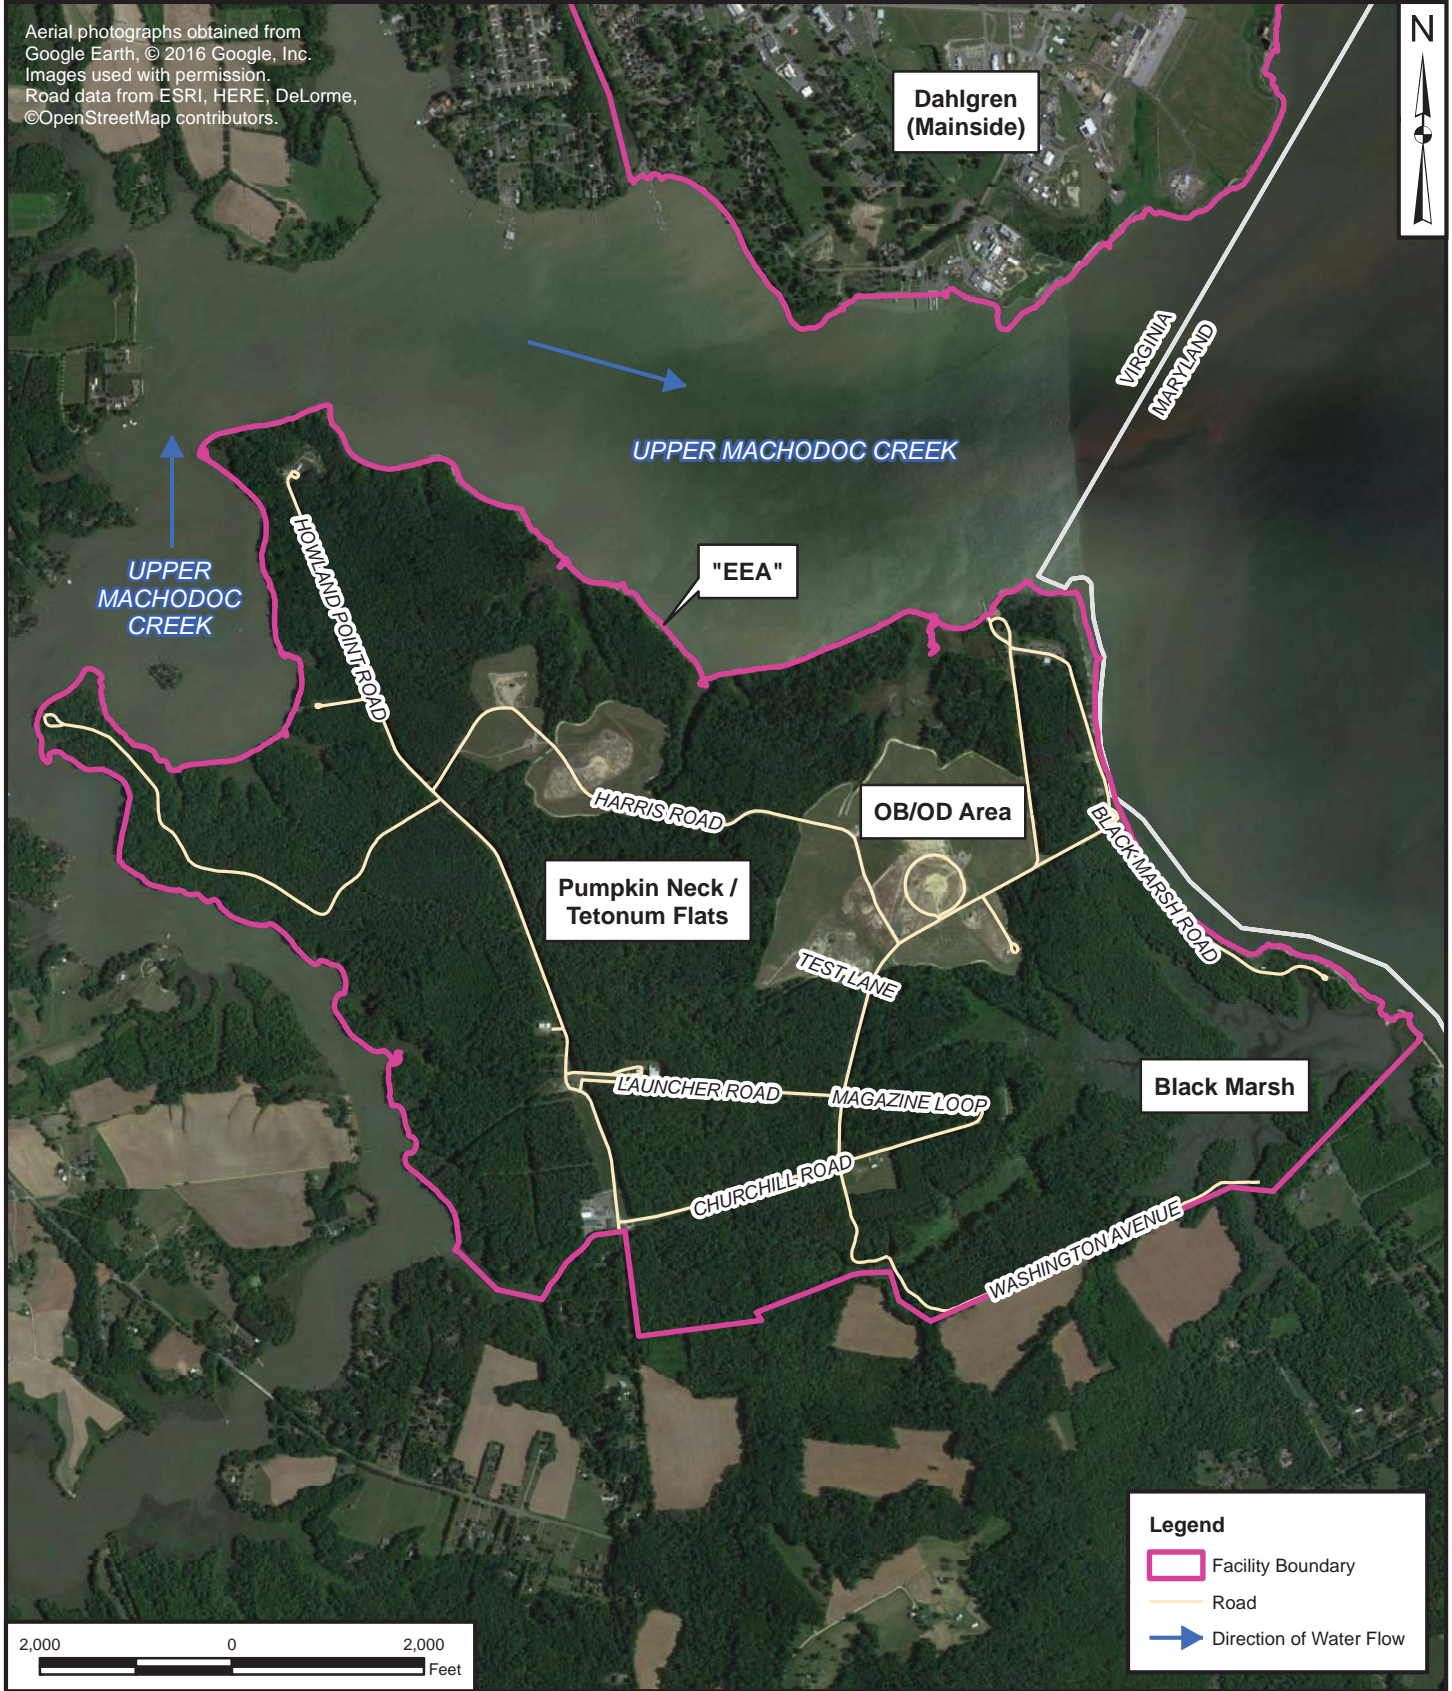 Aerial photographs obtained from
Google Earth, © 2016 Google, Inc.
Images used with permission.
Road data from ESRI, HERE, DeLorme,
©OpenStreetMap contributors.
N
Dahlgren
(Mainside)
VIRGINIA
MARYLAND
UPPER MACHODOC CREEK
"EEA"
UPPER
MACHODOC
CREEK
HOWLAND POINT ROAD
HARRIS ROAD
OB/OD Area
BLACK MARSH ROAD
Pumpkin Neck /
Tetonum Flats
TEST LANE
LAUNCHER ROAD
MAGAZINE LOOP
Black Marsh
CHURCHILL ROAD
WASHINGTON AVENUE
Legend
Facility Boundary
Road
Direction of Water Flow
2,000 0 2,000
Feet